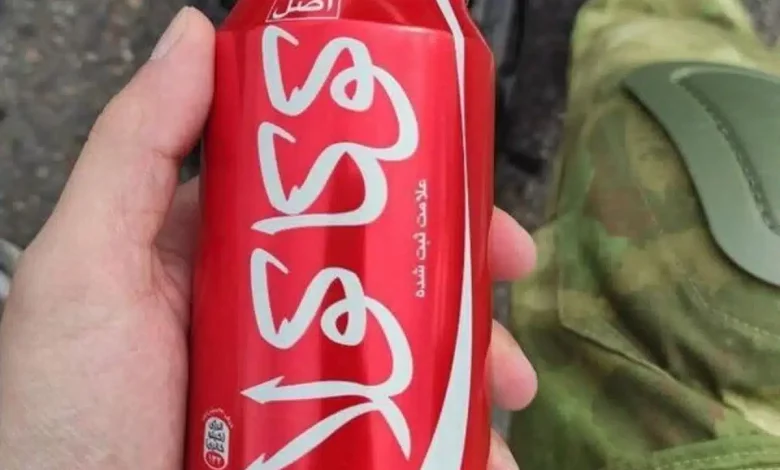 اصل
کوکاکولا
علامت ثبت شده